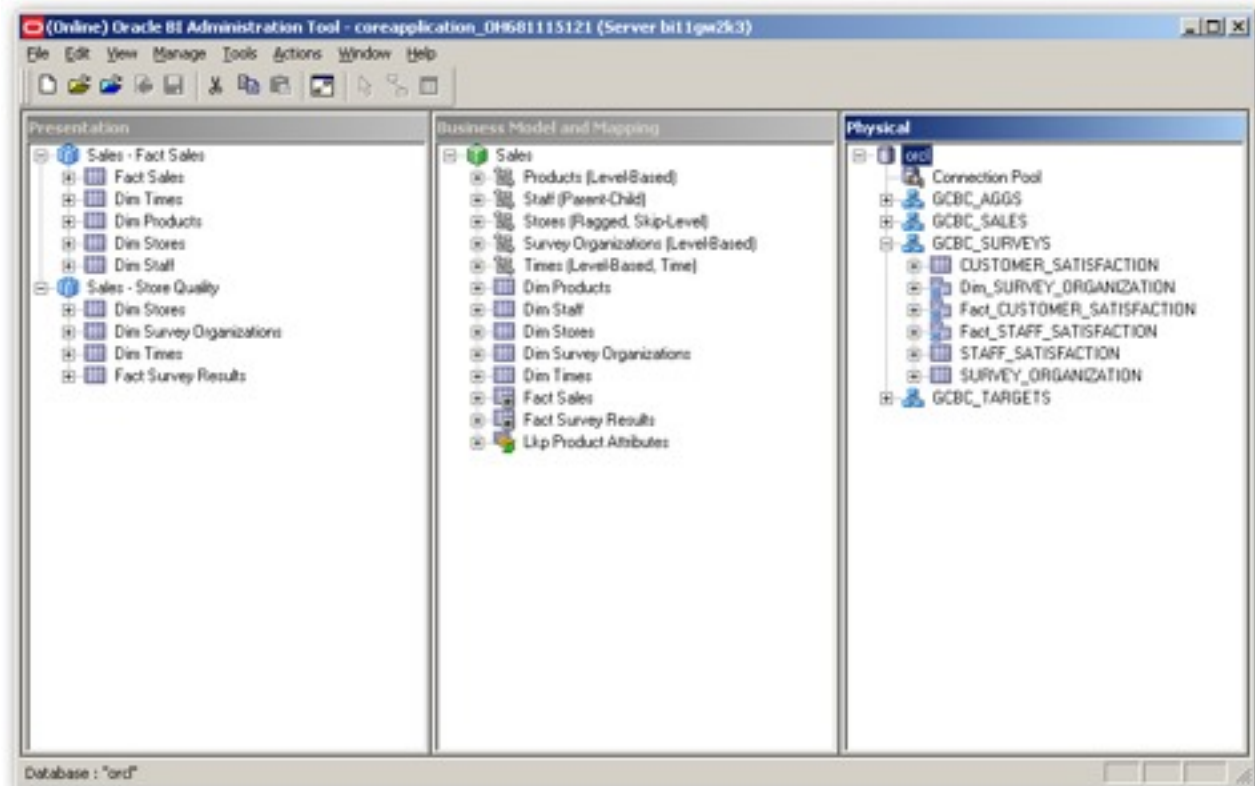 (Online) Oracle BI Administration Tool - coreapplication_OH681115121 (Server bi11gw2k3)
File Edit View Manage Tools Actions Window Help
Presentation
Sales - Fact Sales
Fact Sales
Dim Times
Dim Products
Dim Stores
Dim Staff
Sales - Store Quality
Dim Stores
Dim Survey Organizations
Dim Times
Fact Survey Results
Business Model and Mapping
Sales
Products (Level-Based)
Staff (Parent-Child)
Stores (Ragged, Skip-Level)
Survey Organizations (Level-Based)
Times (Level-Based, Time)
Dim Products
Dim Staff
Dim Stores
Dim Survey Organizations
Dim Times
Fact Sales
Fact Survey Results
Lkp Product Attributes
Physical
orcl
Connection Pool
GCBC_AGGS
GCBC_SALES
GCBC_SURVEYS
CUSTOMER_SATISFACTION
Dim_SURVEY_ORGANIZATION
Fact_CUSTOMER_SATISFACTION
Fact_STAFF_SATISFACTION
STAFF_SATISFACTION
SURVEY_ORGANIZATION
GCBC_TARGETS
Database : "orcl"